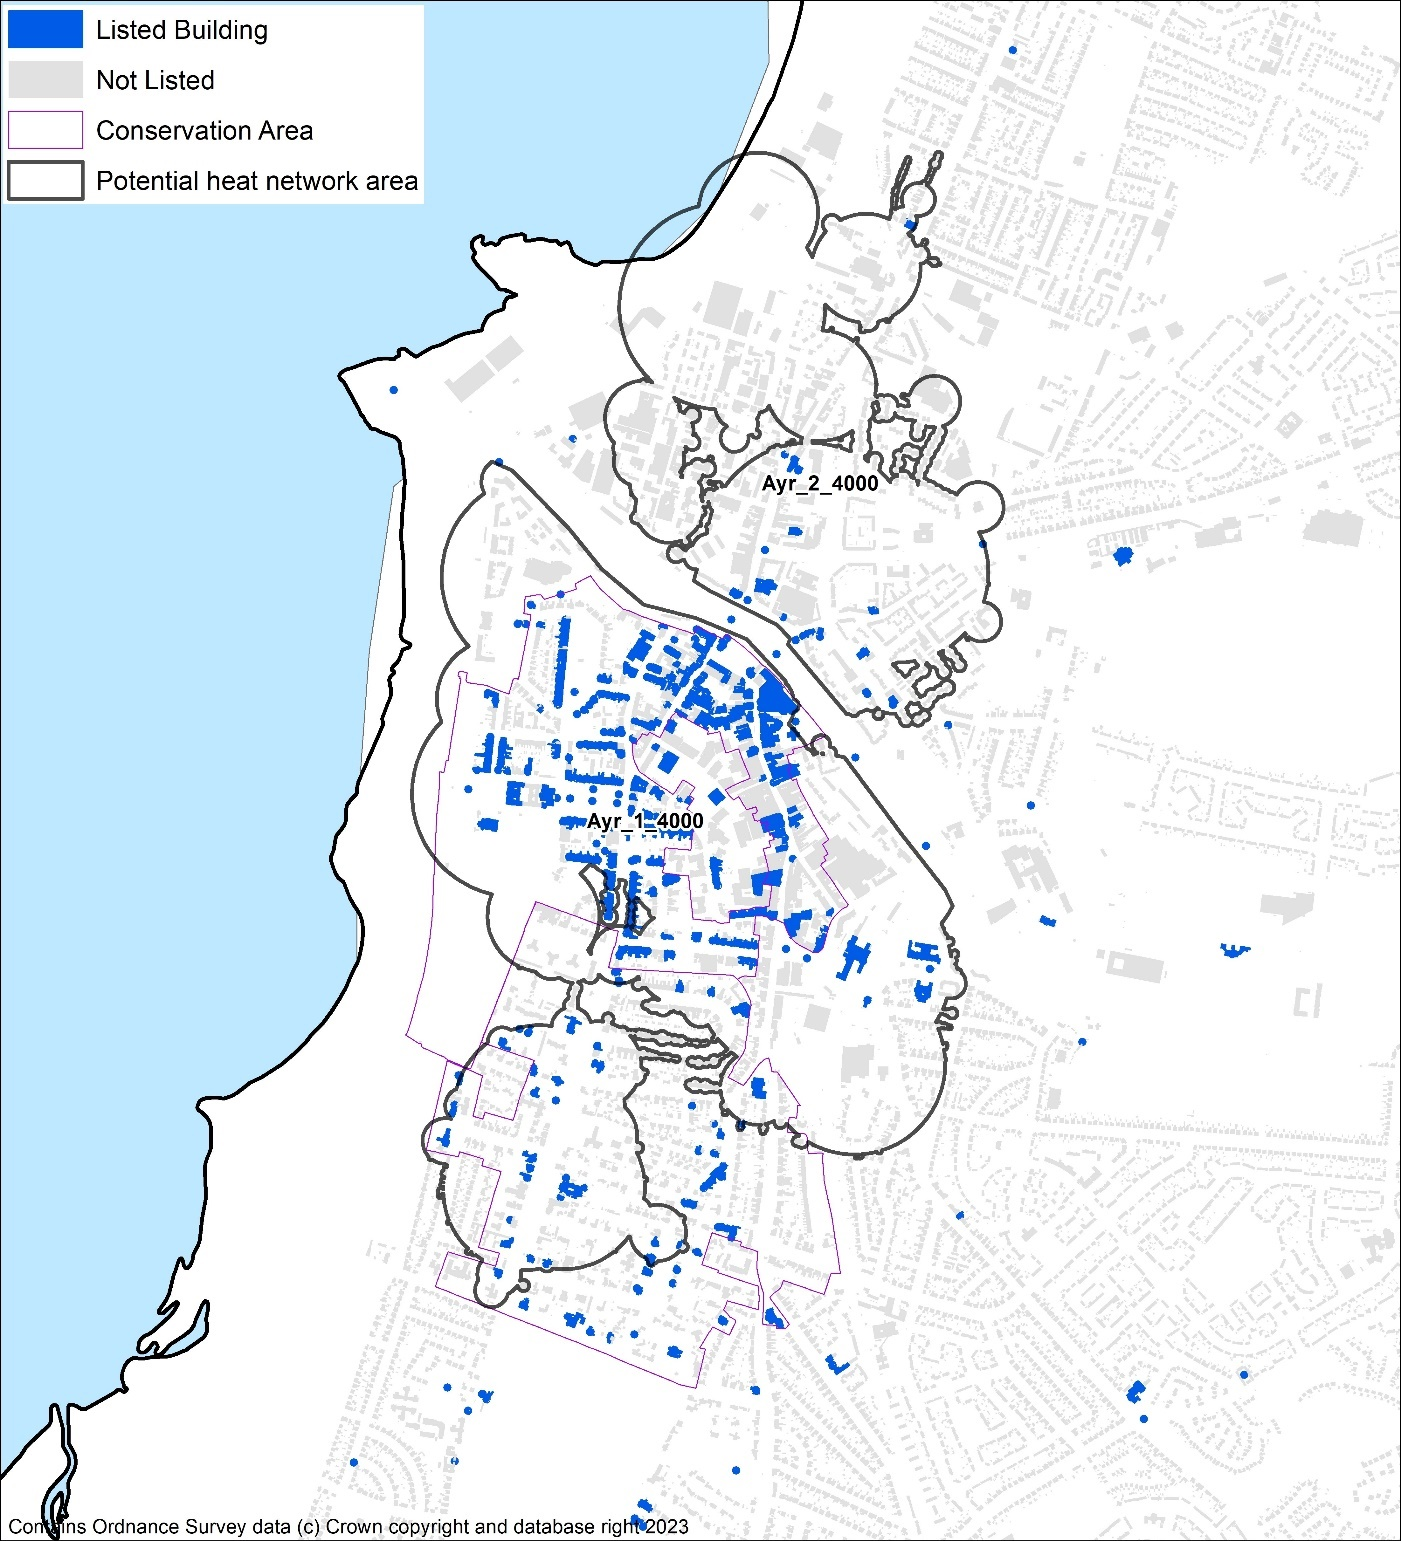 Listed Building
Not Listed
Conservation Area
Potential heat network area
Ayr_2_4000
Ayr_1_4000
Contains Ordnance Survey data (c) Crown copyright and database right 2023